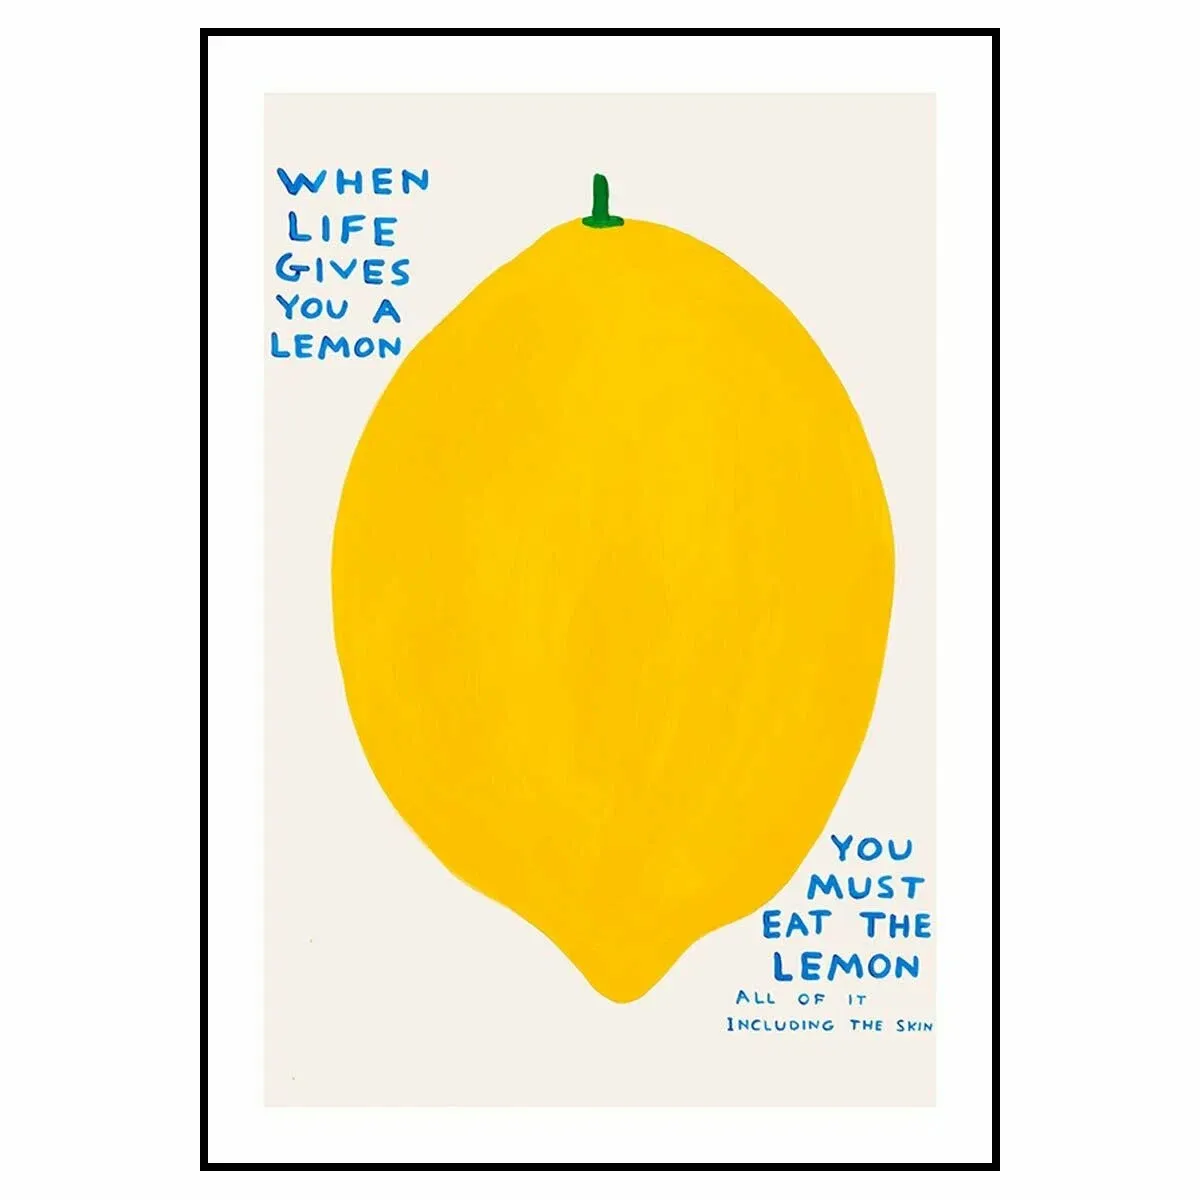 WHEN
LIFE
GIVES
YOU A
LEMON
YOU
MUST
EAT THE
LEMON
ALL OF IT
INCLUDING THE SKIN